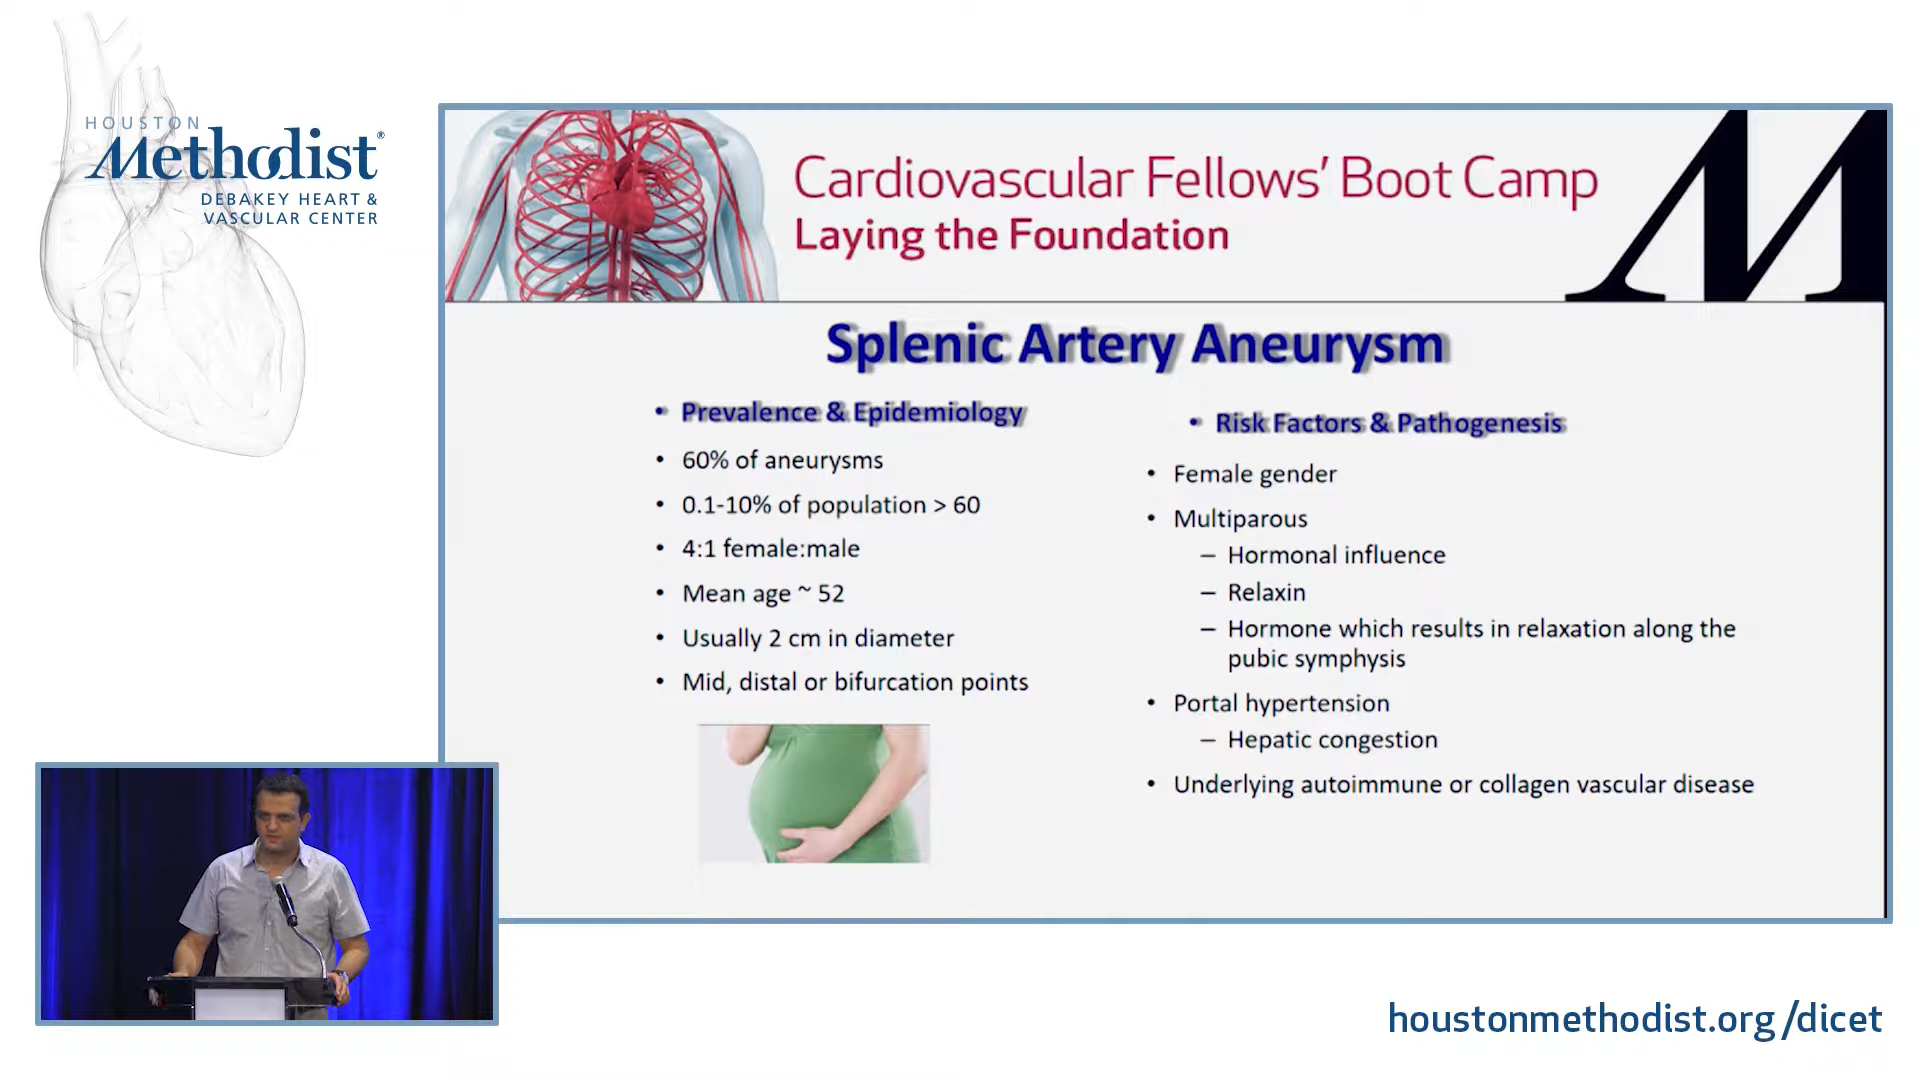 HOUSTON
Methodist®
DEBAKEY HEART &
VASCULAR CENTER
Cardiovascular Fellows' Boot Camp
Laying the Foundation
M
Splenic Artery Aneurysm
• Prevalence & Epidemiology
• 60% of aneurysms
• 0.1-10% of population > 60
• 4:1 female:male
• Mean age ~ 52
• Usually 2 cm in diameter
• Mid, distal or bifurcation points
• Risk Factors & Pathogenesis
• Female gender
• Multiparous
– Hormonal influence
– Relaxin
– Hormone which results in relaxation along the
pubic symphysis
• Portal hypertension
– Hepatic congestion
• Underlying autoimmune or collagen vascular disease
houstonmethodist.org/dicet